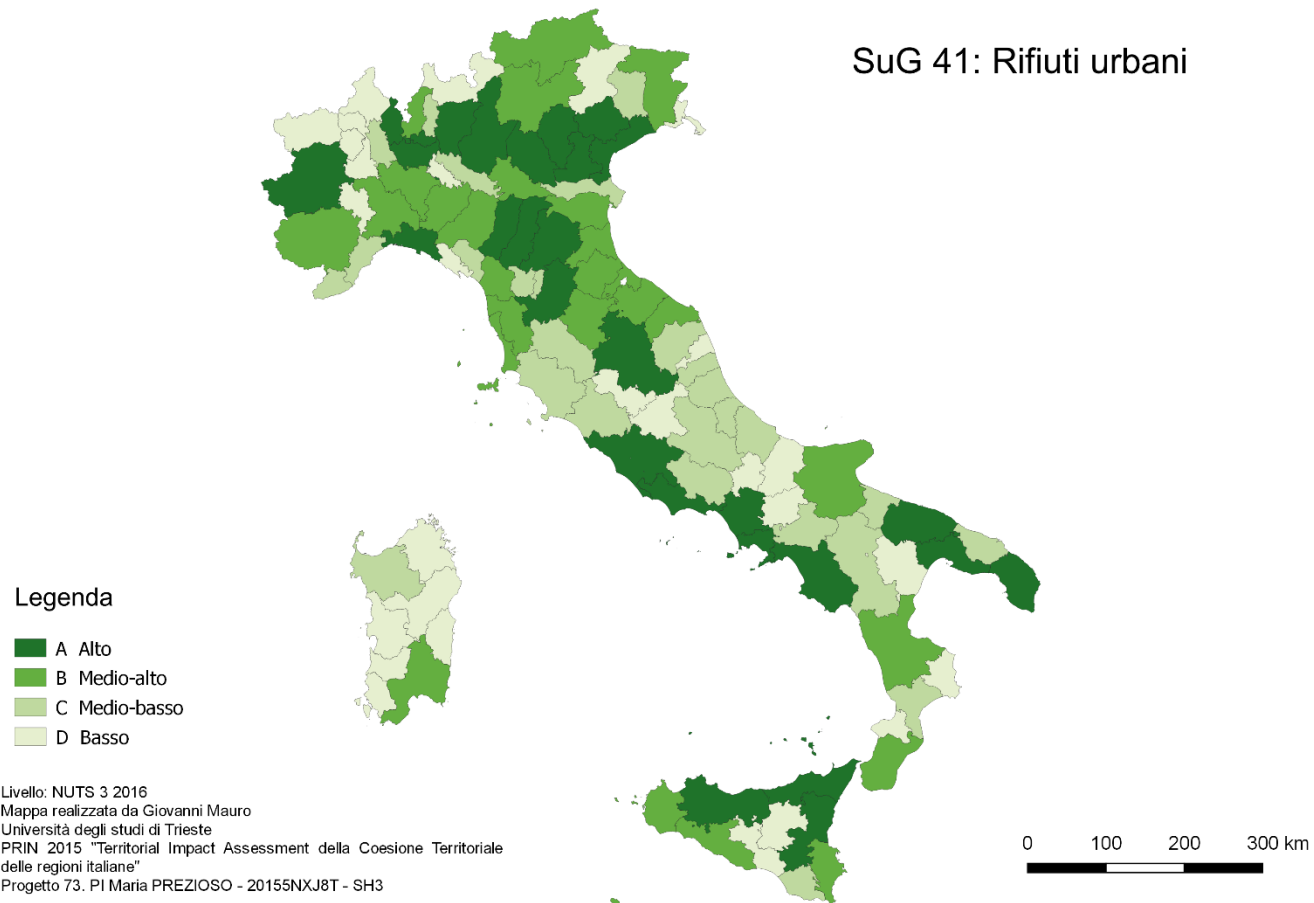 SuG 41: Rifiuti urbani
Legenda
A Alto
B Medio-alto
C Medio-basso
D Basso
Livello: NUTS 3 2016
Mappa realizzata da Giovanni Mauro
Università degli studi di Trieste
PRIN 2015 "Territorial Impact Assessment della Coesione Territoriale
delle regioni italiane"
Progetto 73. PI Maria PREZIOSO - 20155NXJ8T - SH3
0 100 200 300 km